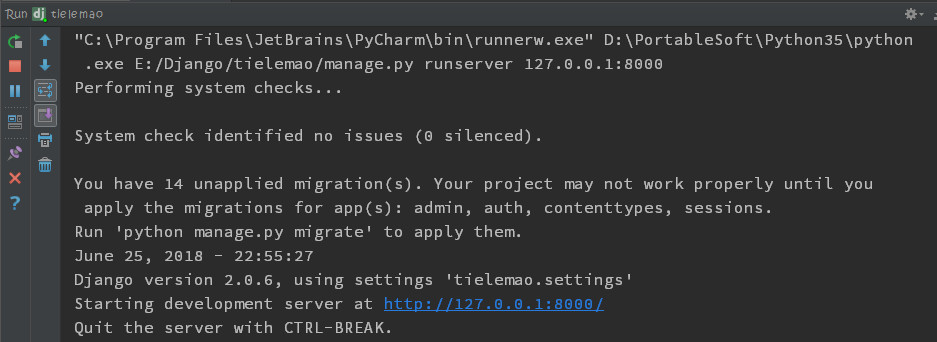 Run dj tielemao
"C:\Program Files\JetBrains\PyCharm\bin\runnerw.exe" D:\PortableSoft\Python35\python
.exe E:/Django/tielemao/manage.py runserver 127.0.0.1:8000
Performing system checks...
System check identified no issues (0 silenced).
You have 14 unapplied migration(s). Your project may not work properly until you
apply the migrations for app(s): admin, auth, contenttypes, sessions.
Run 'python manage.py migrate' to apply them.
June 25, 2018 - 22:55:27
Django version 2.0.6, using settings 'tielemao.settings'
Starting development server at http://127.0.0.1:8000/
Quit the server with CTRL-BREAK.